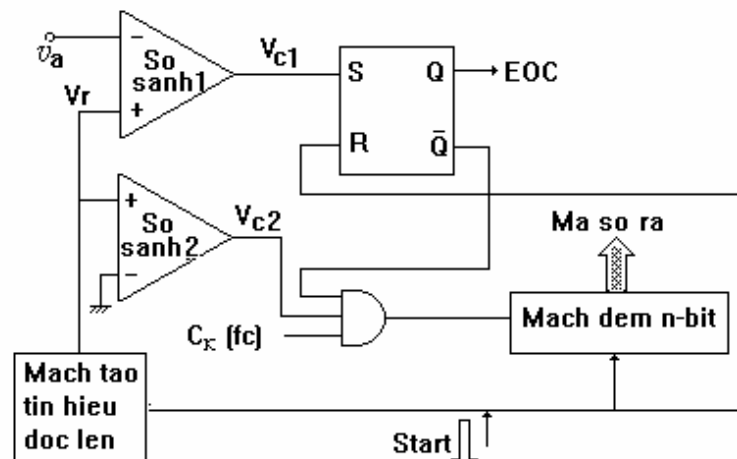 So
sanh1
-
+
v̄a
Vr
Vc1
S
Q
R
Q̄
EOC
So
sanh2
+
-
Vc2
Cκ (fc)
Ma so ra
Mach dem n-bit
Mach tao
tin hieu
doc len
Start